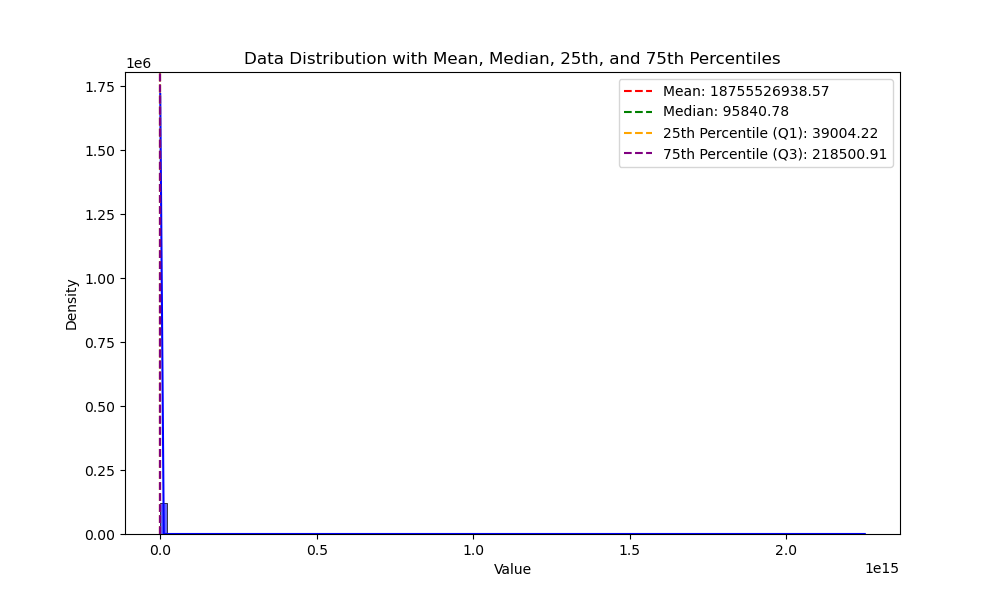 Data Distribution with Mean, Median, 25th, and 75th Percentiles
1e6
Mean: 18755526938.57
Median: 95840.78
25th Percentile (Q1): 39004.22
75th Percentile (Q3): 218500.91
1.75
1.50
1.25
1.00
0.75
0.50
0.25
0.00
Density
0.0 0.5 1.0 1.5 2.0
Value
1e15